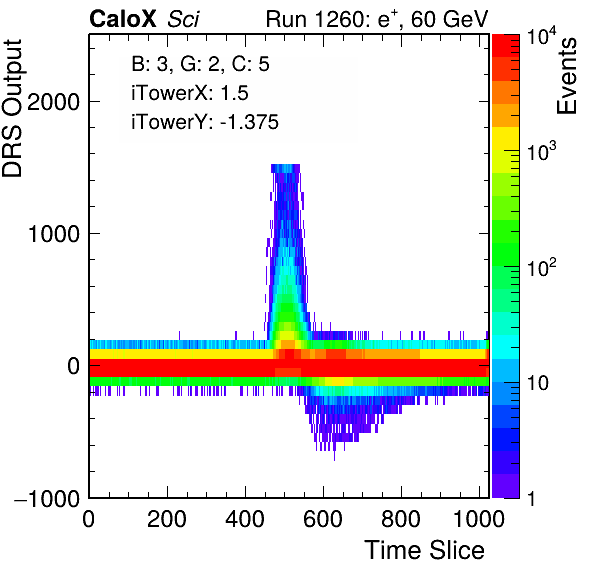 CaloX Sci
Run 1260: e⁺, 60 GeV
B: 3, G: 2, C: 5
iTowerX: 1.5
iTowerY: -1.375
DRS Output
2000
1000
0
−1000
0
200
400
600
800
1000
Time Slice
Events
10⁴
10³
10²
10
1